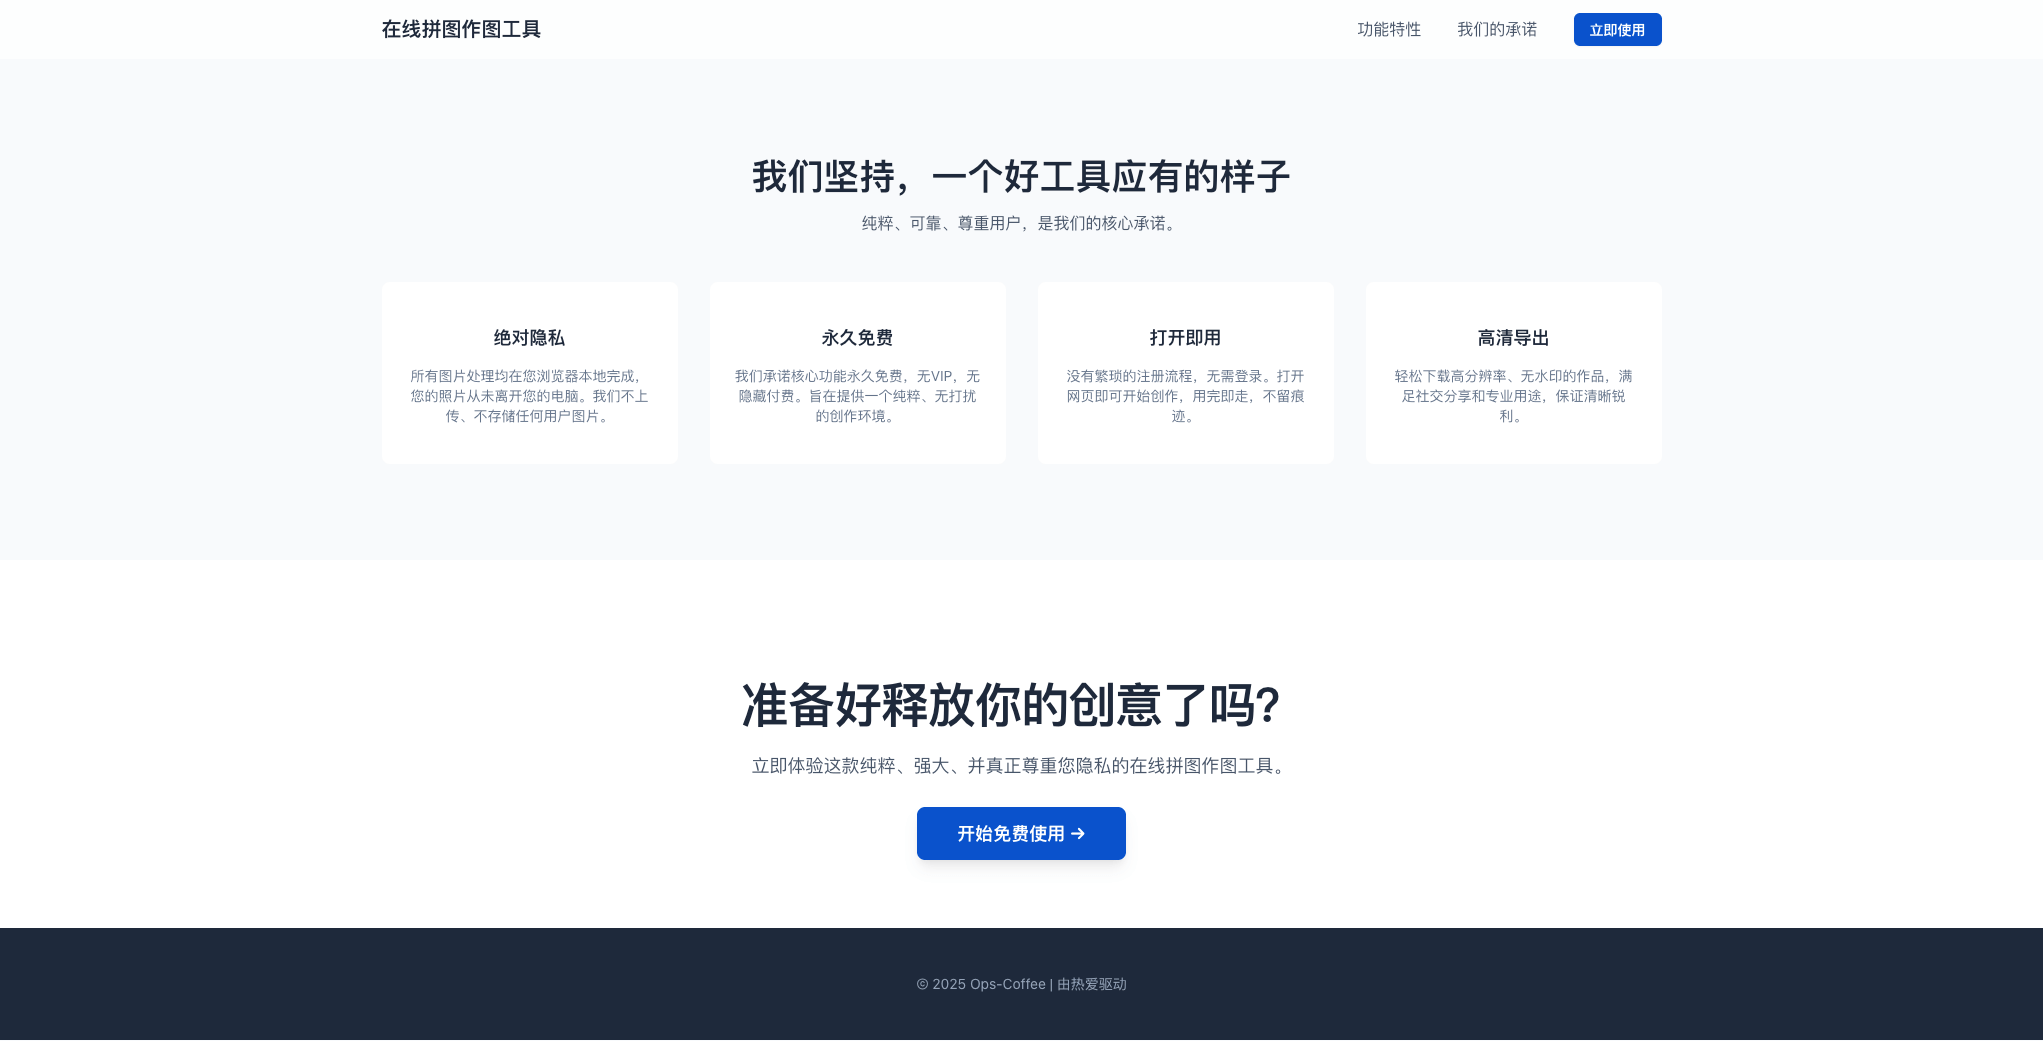 在线拼图作图工具
功能特性
我们的承诺
立即使用
我们坚持，一个好工具应有的样子
纯粹、可靠、尊重用户，是我们的核心承诺。
绝对隐私
所有图片处理均在您浏览器本地完成，
您的照片从未离开您的电脑。我们不上
传、不存储任何用户图片。
永久免费
我们承诺核心功能永久免费，无VIP，无
隐藏付费。旨在提供一个纯粹、无打扰
的创作环境。
打开即用
没有繁琐的注册流程，无需登录。打开
网页即可开始创作，用完即走，不留痕
迹。
高清导出
轻松下载高分辨率、无水印的作品，满
足社交分享和专业用途，保证清晰锐
利。
准备好释放你的创意了吗?
立即体验这款纯粹、强大、并真正尊重您隐私的在线拼图作图工具。
开始免费使用 →
© 2025 Ops-Coffee | 由热爱驱动